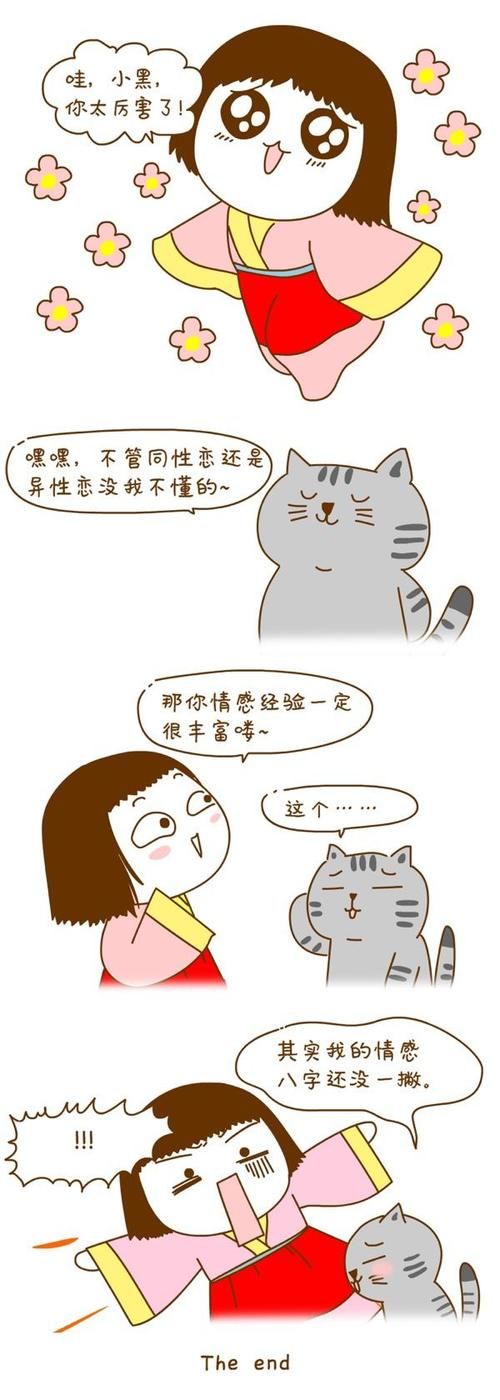 哇，小黑，
你太厉害了！
嘿嘿，不管同性恋还是
异性恋没我不懂的~
那你情感经验一定
很丰富喽~
这个……
其实我的情感
八字还没一撇。
!!!
The end